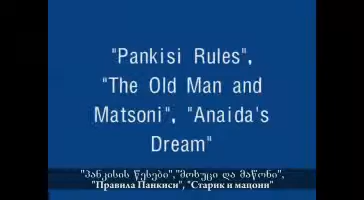 "Pankisi Rules",
"The Old Man and
Matsoni", "Anaida's
Dream"
"პანკისის წესები","მოხუცი და მაწონი",
"Правила Панкиси", "Старик и мацони"